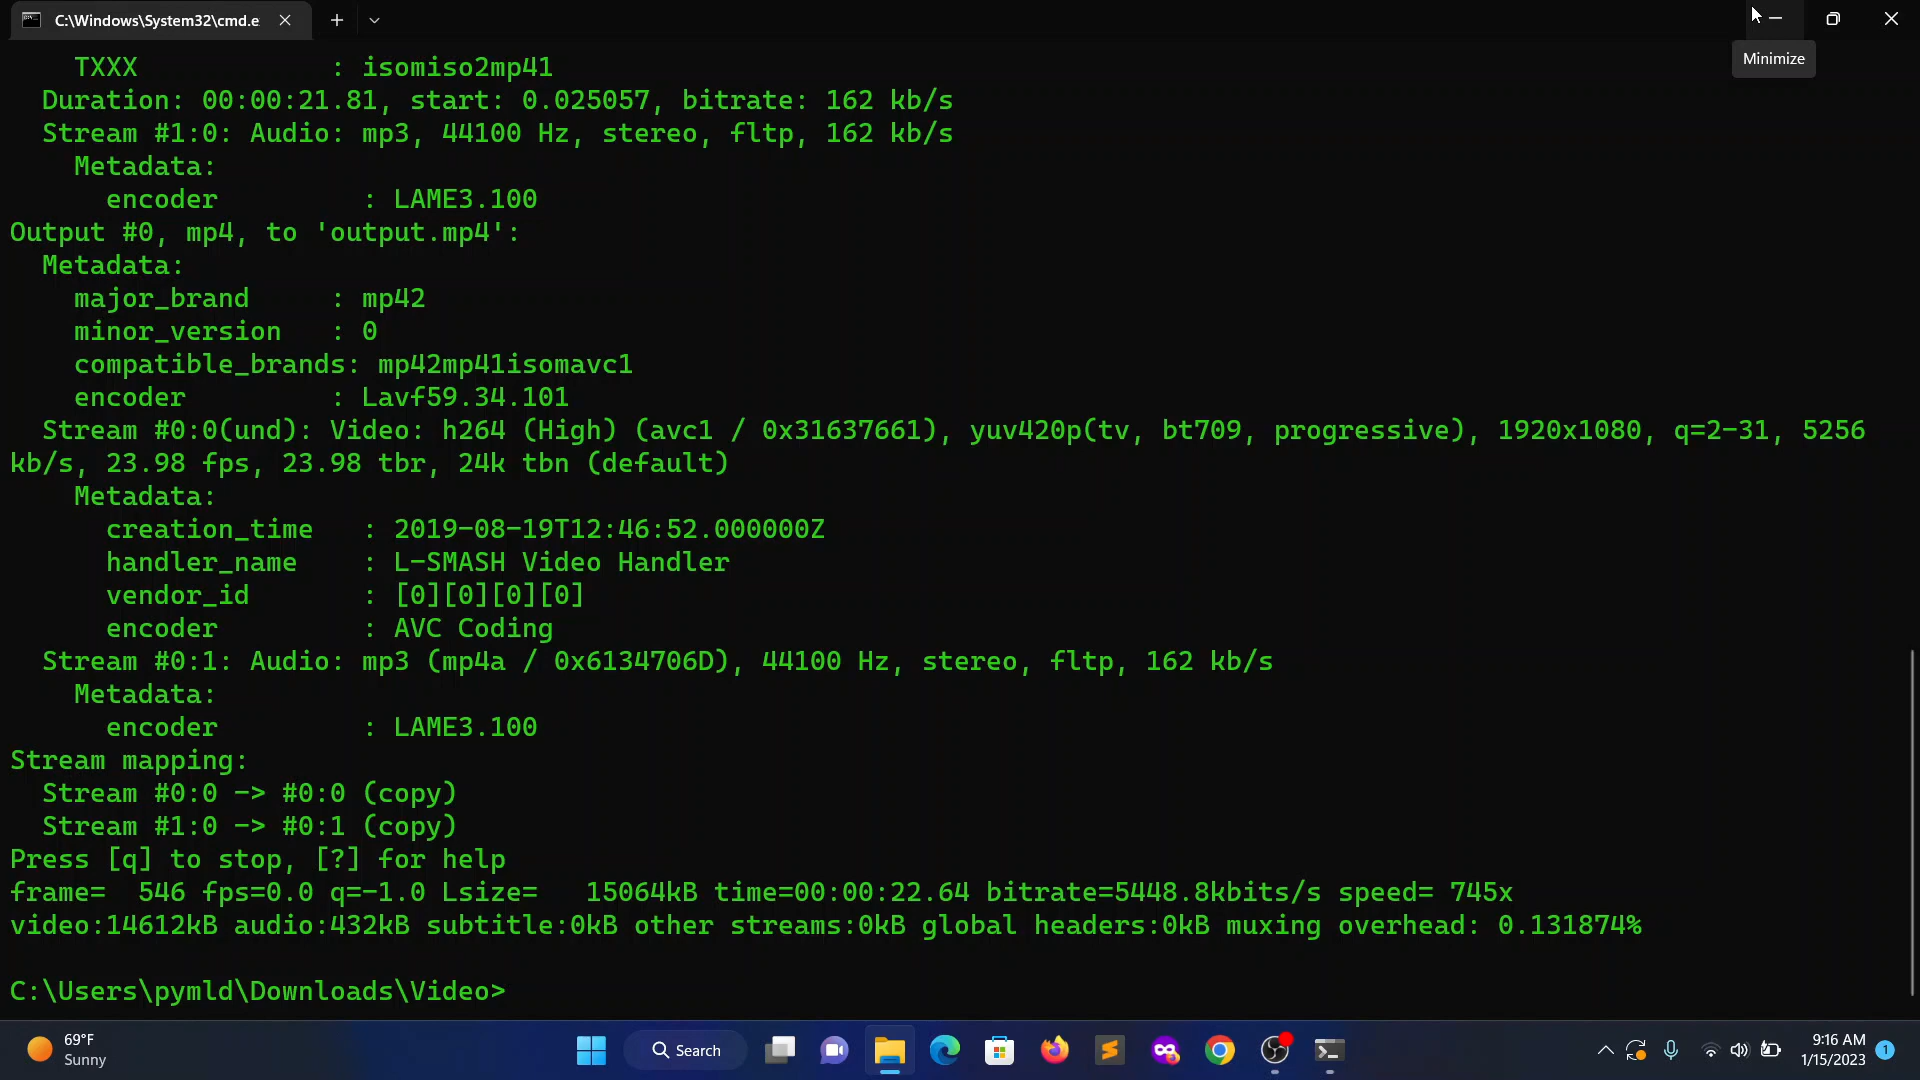 C:\Windows\System32\cmd.e
Minimize
TXXX : isomiso2mp41
Duration: 00:00:21.81, start: 0.025057, bitrate: 162 kb/s
Stream #1:0: Audio: mp3, 44100 Hz, stereo, fltp, 162 kb/s
Metadata:
encoder : LAME3.100
Output #0, mp4, to 'output.mp4':
Metadata:
major_brand : mp42
minor_version : 0
compatible_brands: mp42mp41isomavc1
encoder : Lavf59.34.101
Stream #0:0(und): Video: h264 (High) (avc1 / 0x31637661), yuv420p(tv, bt709, progressive), 1920x1080, q=2-31, 5256
kb/s, 23.98 fps, 23.98 tbr, 24k tbn (default)
Metadata:
creation_time : 2019-08-19T12:46:52.000000Z
handler_name : L-SMASH Video Handler
vendor_id : [0][0][0][0]
encoder : AVC Coding
Stream #0:1: Audio: mp3 (mp4a / 0x6134706D), 44100 Hz, stereo, fltp, 162 kb/s
Metadata:
encoder : LAME3.100
Stream mapping:
Stream #0:0 -> #0:0 (copy)
Stream #1:0 -> #0:1 (copy)
Press [q] to stop, [?] for help
frame= 546 fps=0.0 q=-1.0 Lsize= 15064kB time=00:00:22.64 bitrate=5448.8kbits/s speed= 745x
video:14612kB audio:432kB subtitle:0kB other streams:0kB global headers:0kB muxing overhead: 0.131874%
C:\Users\pymld\Downloads\Video>
69°F
Sunny
Search
9:16 AM
1/15/2023
1